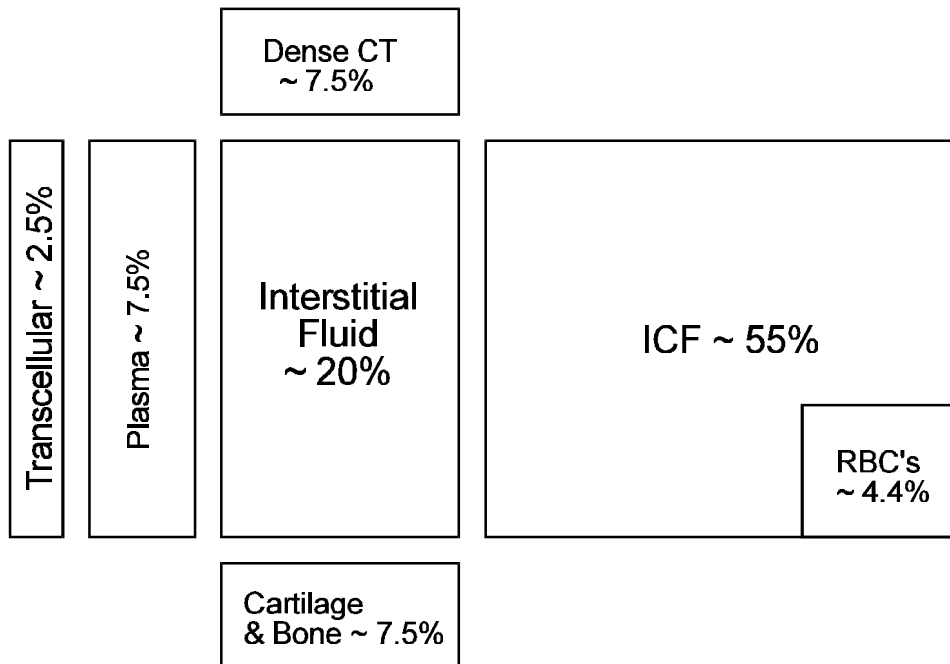 Dense CT
~ 7.5%
Transcellular ~ 2.5%
Plasma ~ 7.5%
Interstitial
Fluid
~ 20%
ICF ~ 55%
RBC's
~ 4.4%
Cartilage
& Bone ~ 7.5%